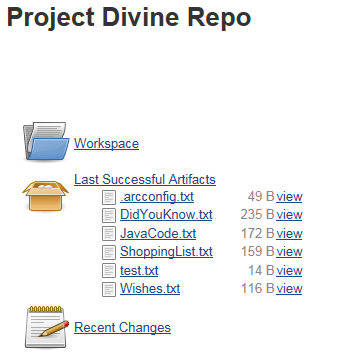 Project Divine Repo
Workspace
Last Successful Artifacts
.arcconfig.txt 49 B view
DidYouKnow.txt 235 B view
JavaCode.txt 172 B view
ShoppingList.txt 159 B view
test.txt 14 B view
Wishes.txt 116 B view
Recent Changes